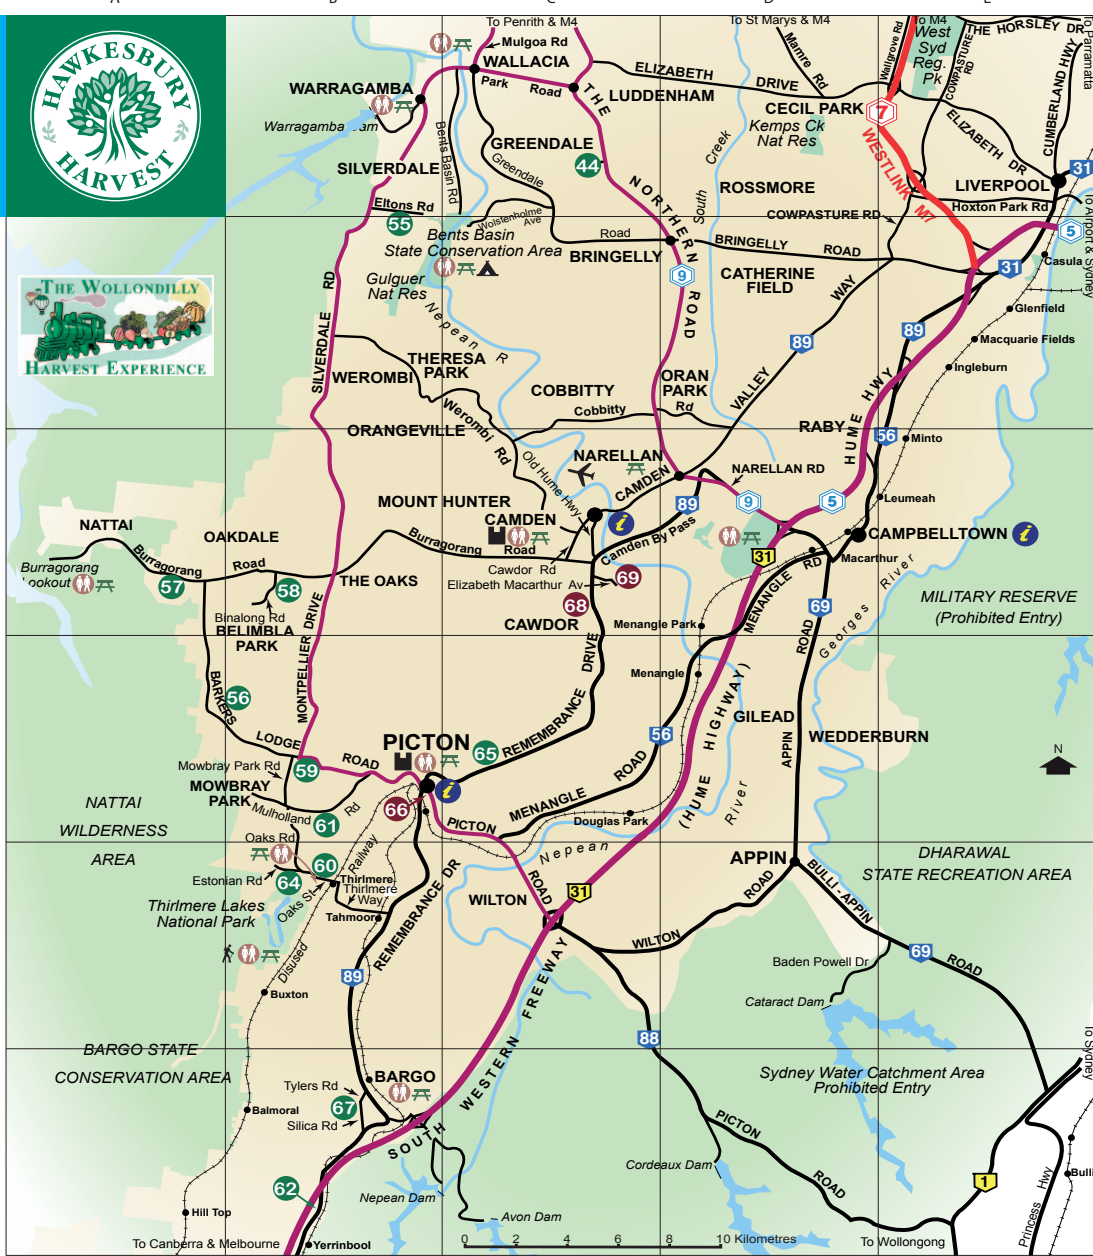 A B C D E
HAWKESBURY
HARVEST
THE WOLLONDILLY
HARVEST EXPERIENCE
To Penrith & M4
To St Marys & M4
To M4
THE HORSLEY DR
To Parramatta
Mulgoa Rd
WALLACIA
Mamre Rd
Wallgrove Rd
West
Syd
Reg.
Pk
COWPASTURE
RD
CUMBERLAND HWY
ELIZABETH DRIVE
WARRAGAMBA
Park Road
THE
LUDDENHAM
CECIL PARK
7
Kemps Ck
Nat Res
ELIZABETH DR
Bents Basin Rd
GREENDALE
44
Greendale
Creek
WESTLINK M7
SILVERDALE
NORTHERN
South
ROSSMORE
LIVERPOOL
31
Hoxton Park Rd
Eltons Rd
55
Wolstenholme
Ave
COWPASTURE RD
To Airport & Sydney
5
Bents Basin
State Conservation Area
Road
BRINGELLY
BRINGELLY ROAD
Casula
31
Gulguer
Nat Res
9
CATHERINE
FIELD
RD
ROAD
WAY
Glenfield
Nepean R
89
89
Macquarie Fields
SILVERDALE
THERESA
PARK
WEROMBI
COBBITTY
ORAN
PARK
HUME HWY
Ingleburn
Werombi Rd
Cobbitty Rd
VALLEY
ORANGEVILLE
RABY
56
Minto
Old Hume Hwy
NARELLAN
NARELLAN RD
CAMDEN
MOUNT HUNTER
9
5
Leumeah
89
NATTAI
OAKDALE
CAMDEN
i
CAMPBELLTOWN
i
Burragorang
Lookout
Burragorang Road
Burragorang Road
Camden By Pass
31
Macarthur
Cawdor Rd
Elizabeth Macarthur Av
69
57
58
THE OAKS
68
MENANGLE RD
69
MILITARY RESERVE
(Prohibited Entry)
Georges River
Binalong Rd
BELIMBLA
PARK
CAWDOR
Menangle Park
ROAD
MONTPELLIER DRIVE
DRIVE
Menangle
BARKERS
56
REMEMBRANCE
GILEAD
APPIN
WEDDERBURN
LODGE
ROAD
PICTON
65
56
ROAD
(HUME HIGHWAY)
N
Mowbray Park Rd
59
MOWBRAY
PARK
i
66
MENANGLE
River
NATTAI
WILDERNESS
AREA
Mulholland Rd
61
PICTON
Douglas Park
Oaks Rd
Railway
Nepean
APPIN
DHARAWAL
STATE RECREATION AREA
Estonian Rd
60
64
Thirlmere
Thirlmere
Way
REMEMBRANCE DR
ROAD
31
ROAD
BULLI - APPIN
Thirlmere Lakes
National Park
Oaks St
Tahmoor
WILTON
WILTON
69
ROAD
Disused
89
Baden Powell Dr
Buxton
Cataract Dam
FREEWAY
88
To Sydney
BARGO STATE
CONSERVATION AREA
BARGO
WESTERN
Sydney Water Catchment Area
Prohibited Entry
Tylers Rd
67
Balmoral
Silica Rd
SOUTH
PICTON
Cordeaux Dam
ROAD
62
Nepean Dam
Avon Dam
Bulli
1
Princess Hwy
Hill Top
To Canberra & Melbourne
Yerrinbool
0 2 4 6 8 10 Kilometres
To Wollongong